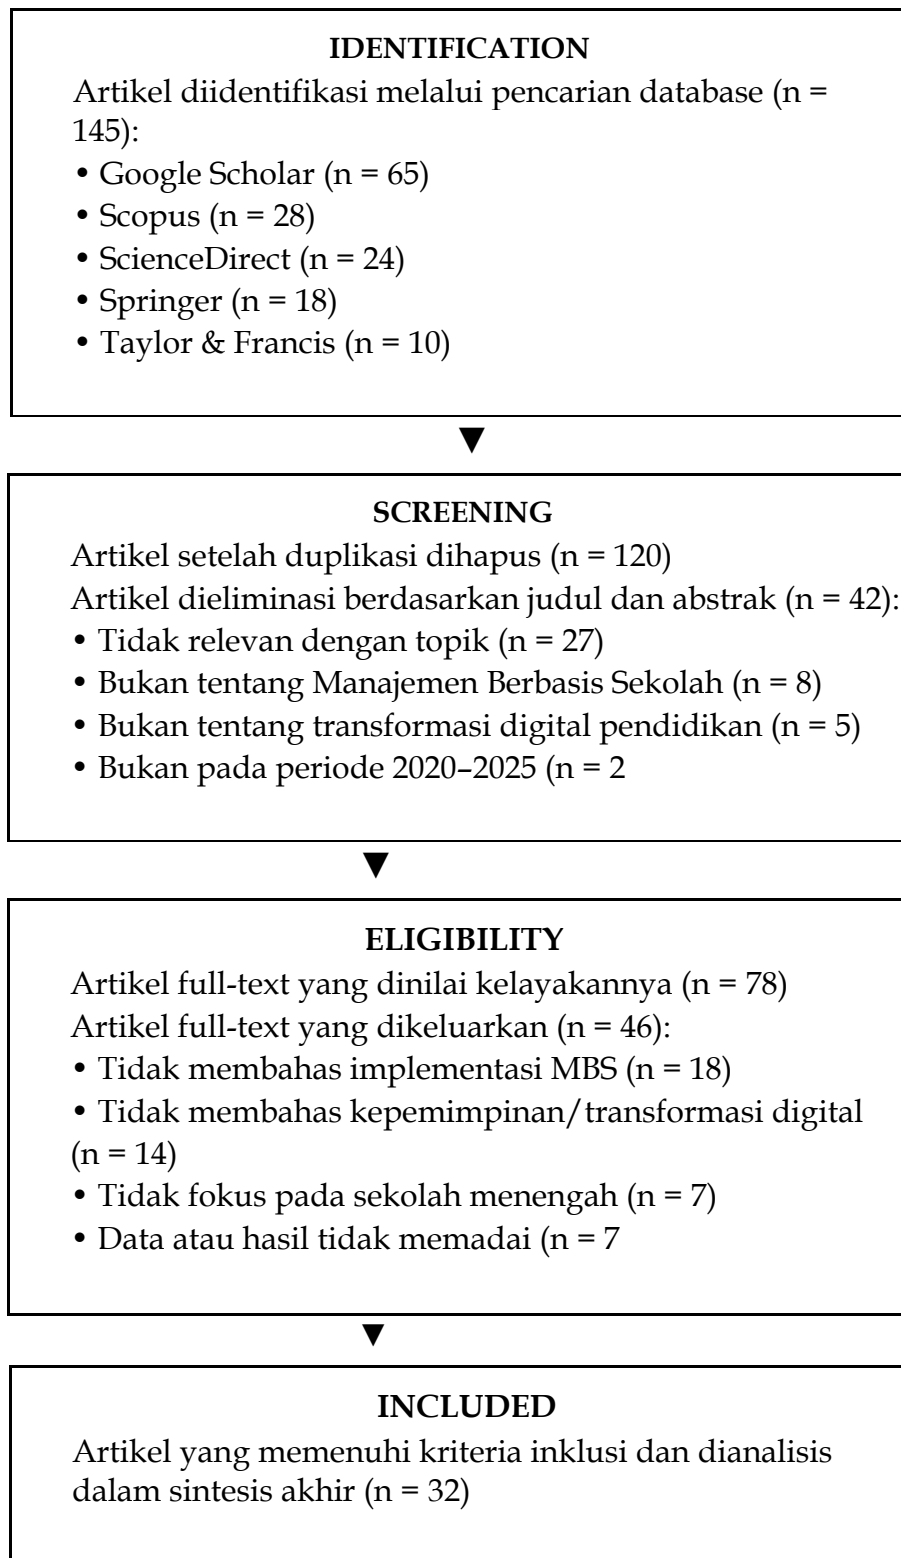 IDENTIFICATION
Artikel diidentifikasi melalui pencarian database (n =
145):
• Google Scholar (n = 65)
• Scopus (n = 28)
• ScienceDirect (n = 24)
• Springer (n = 18)
• Taylor & Francis (n = 10)
SCREENING
Artikel setelah duplikasi dihapus (n = 120)
Artikel dieliminasi berdasarkan judul dan abstrak (n = 42):
• Tidak relevan dengan topik (n = 27)
• Bukan tentang Manajemen Berbasis Sekolah (n = 8)
• Bukan tentang transformasi digital pendidikan (n = 5)
• Bukan pada periode 2020–2025 (n = 2
ELIGIBILITY
Artikel full-text yang dinilai kelayakannya (n = 78)
Artikel full-text yang dikeluarkan (n = 46):
• Tidak membahas implementasi MBS (n = 18)
• Tidak membahas kepemimpinan/transformasi digital
(n = 14)
• Tidak fokus pada sekolah menengah (n = 7)
• Data atau hasil tidak memadai (n = 7
INCLUDED
Artikel yang memenuhi kriteria inklusi dan dianalisis
dalam sintesis akhir (n = 32)